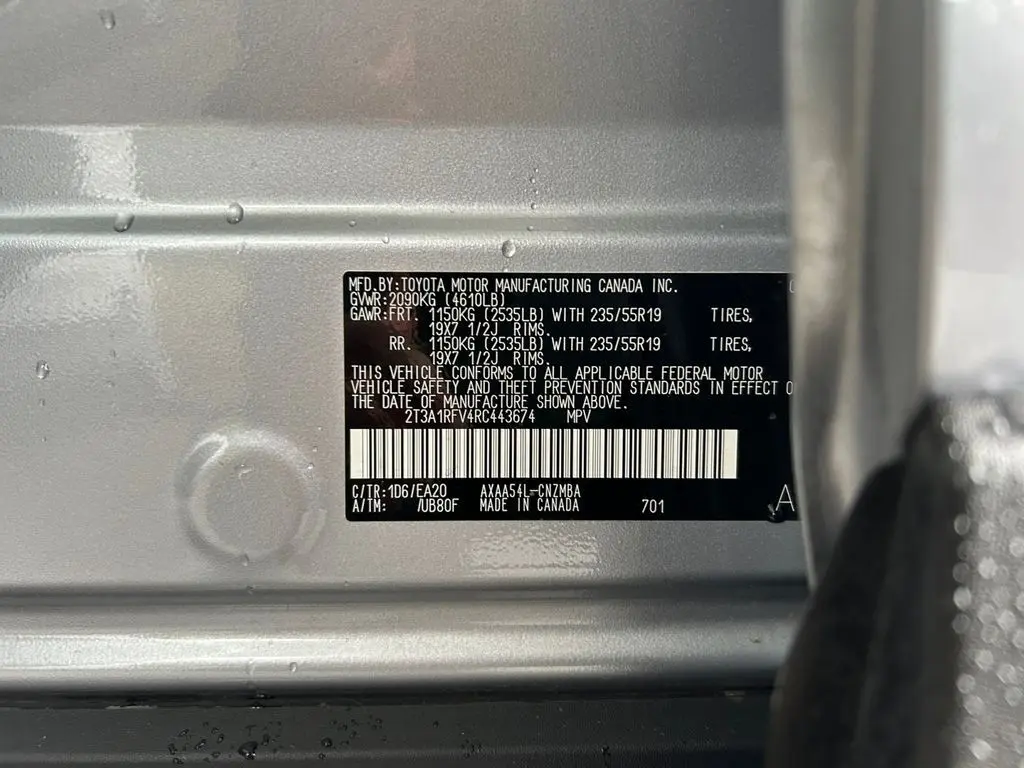 MFD.BY:TOYOTA MOTOR MANUFACTURING CANADA INC.
GVWR:2090KG (4610LB)
GAWR:FRT. 1150KG (2535LB) WITH 235/55R19 TIRES,
19X7 1/2J RIMS.
RR. 1150KG (2535LB) WITH 235/55R19 TIRES,
19X7 1/2J RIMS.
THIS VEHICLE CONFORMS TO ALL APPLICABLE FEDERAL MOTOR
VEHICLE SAFETY AND THEFT PREVENTION STANDARDS IN EFFECT O
THE DATE OF MANUFACTURE SHOWN ABOVE.
2T3A1RFV4RC443674 MPV
C/TR:1D6/EA20 AXAA54L-CNZMBA
A/TM: /UB80F MADE IN CANADA 701 A